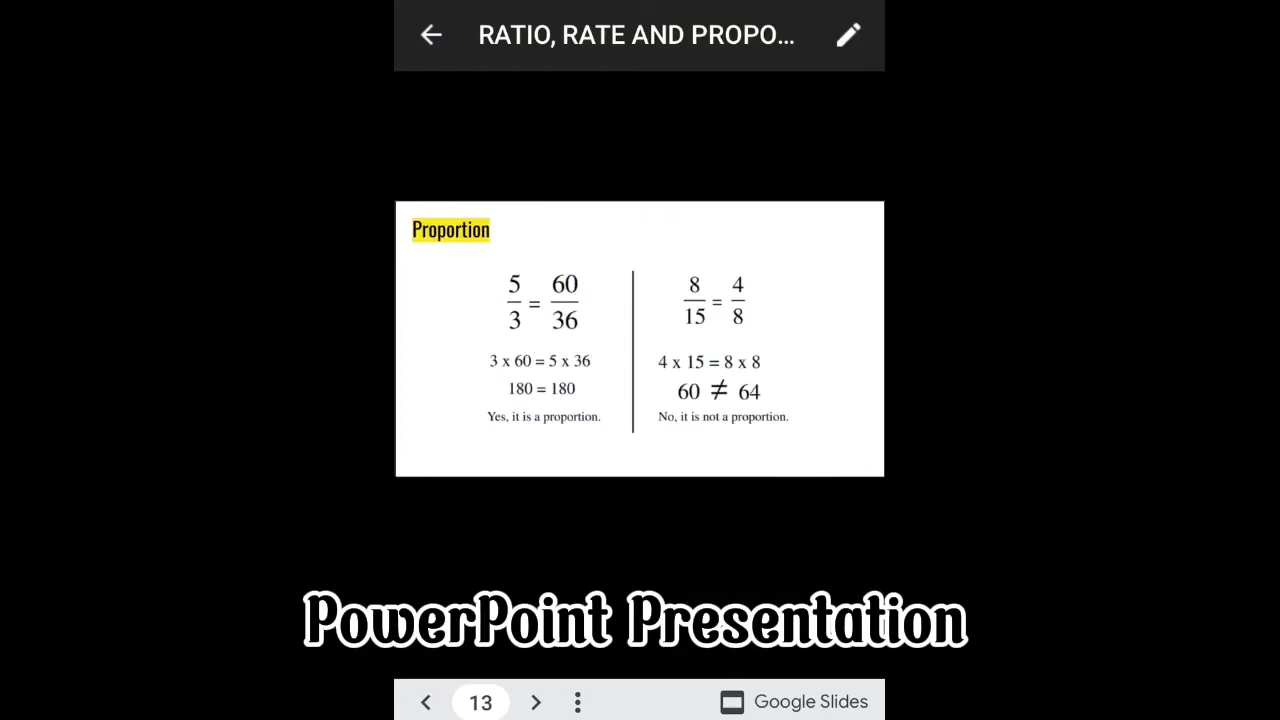 RATIO, RATE AND PROPO...
Proportion
5/3 = 60/36
3 x 60 = 5 x 36
180 = 180
Yes, it is a proportion.
8/15 = 4/8
4 x 15 = 8 x 8
60 ≠ 64
No, it is not a proportion.
PowerPoint Presentation
13
Google Slides